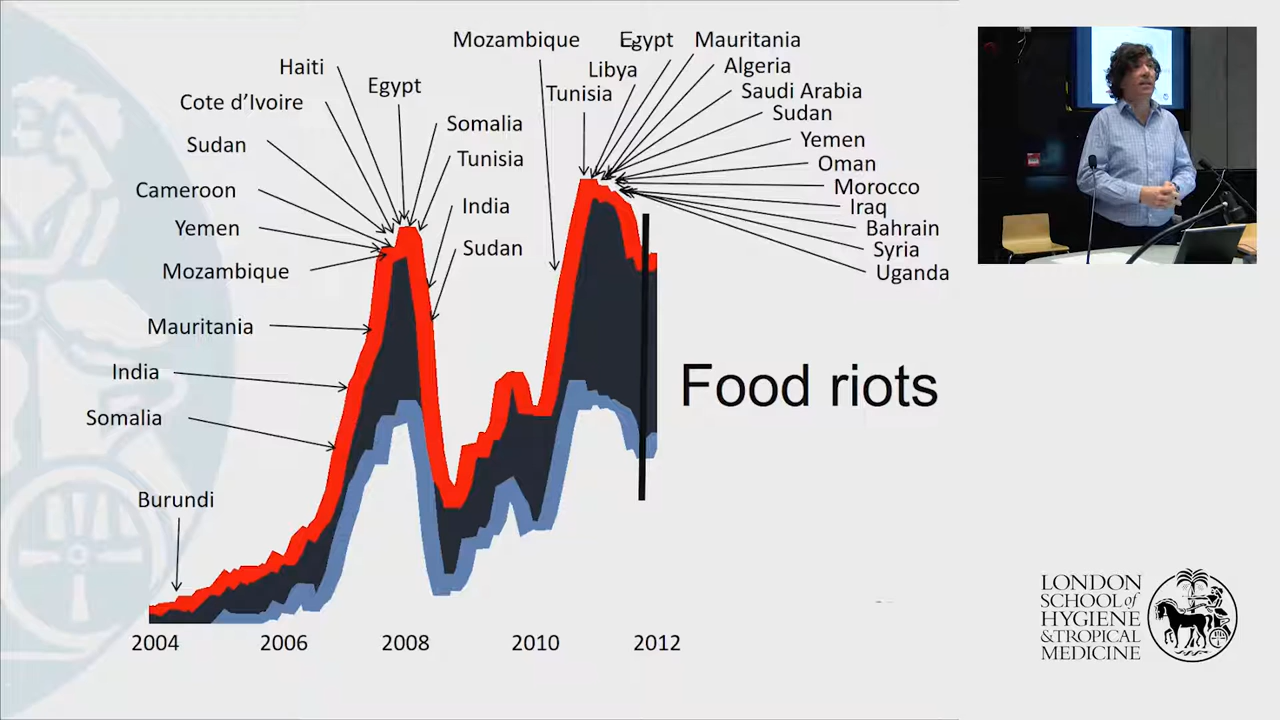 Mozambique
Egypt
Mauritania
Haiti
Libya
Algeria
Egypt
Tunisia
Saudi Arabia
Cote d’Ivoire
Somalia
Sudan
Sudan
Tunisia
Yemen
Cameroon
India
Oman
Yemen
Sudan
Morocco
Mozambique
Iraq
Mauritania
Bahrain
India
Syria
Somalia
Uganda
Burundi
Food riots
2004
2006
2008
2010
2012
LONDON
SCHOOL of
HYGIENE
& TROPICAL
MEDICINE